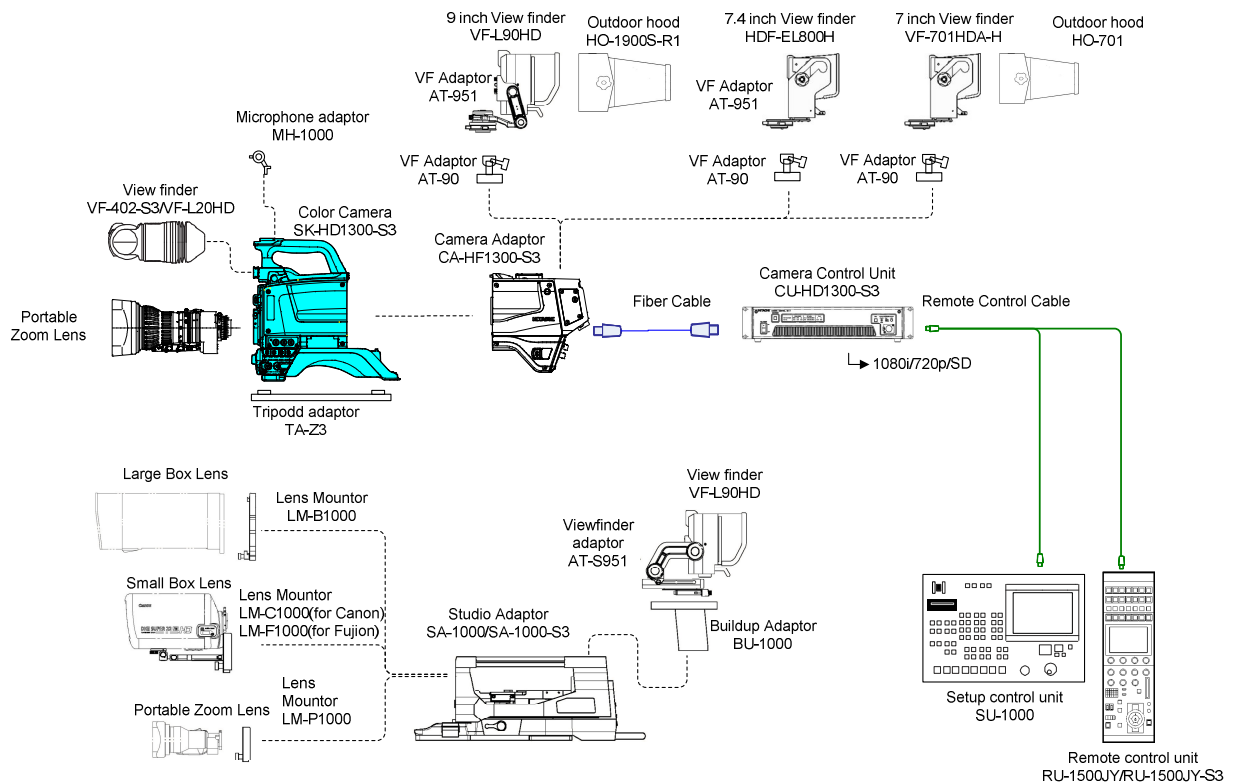 9 inch View finder
VF-L90HD
Outdoor hood
HO-1900S-R1
7.4 inch View finder
HDF-EL800H
7 inch View finder
VF-701HDA-H
Outdoor hood
HO-701
VF Adaptor
AT-951
VF Adaptor
AT-951
Microphone adaptor
MH-1000
VF Adaptor
AT-90
VF Adaptor
AT-90
VF Adaptor
AT-90
View finder
VF-402-S3/VF-L20HD
Color Camera
SK-HD1300-S3
Camera Adaptor
CA-HF1300-S3
Camera Control Unit
CU-HD1300-S3
Portable
Zoom Lens
Fiber Cable
Remote Control Cable
1080i/720p/SD
Tripodd adaptor
TA-Z3
Large Box Lens
Lens Mountor
LM-B1000
View finder
VF-L90HD
Viewfinder
adaptor
AT-S951
Small Box Lens
Canon
Lens Mountor
LM-C1000(for Canon)
LM-F1000(for Fujion)
Studio Adaptor
SA-1000/SA-1000-S3
Buildup Adaptor
BU-1000
Lens
Mountor
LM-P1000
Portable Zoom Lens
Setup control unit
SU-1000
Remote control unit
RU-1500JY/RU-1500JY-S3